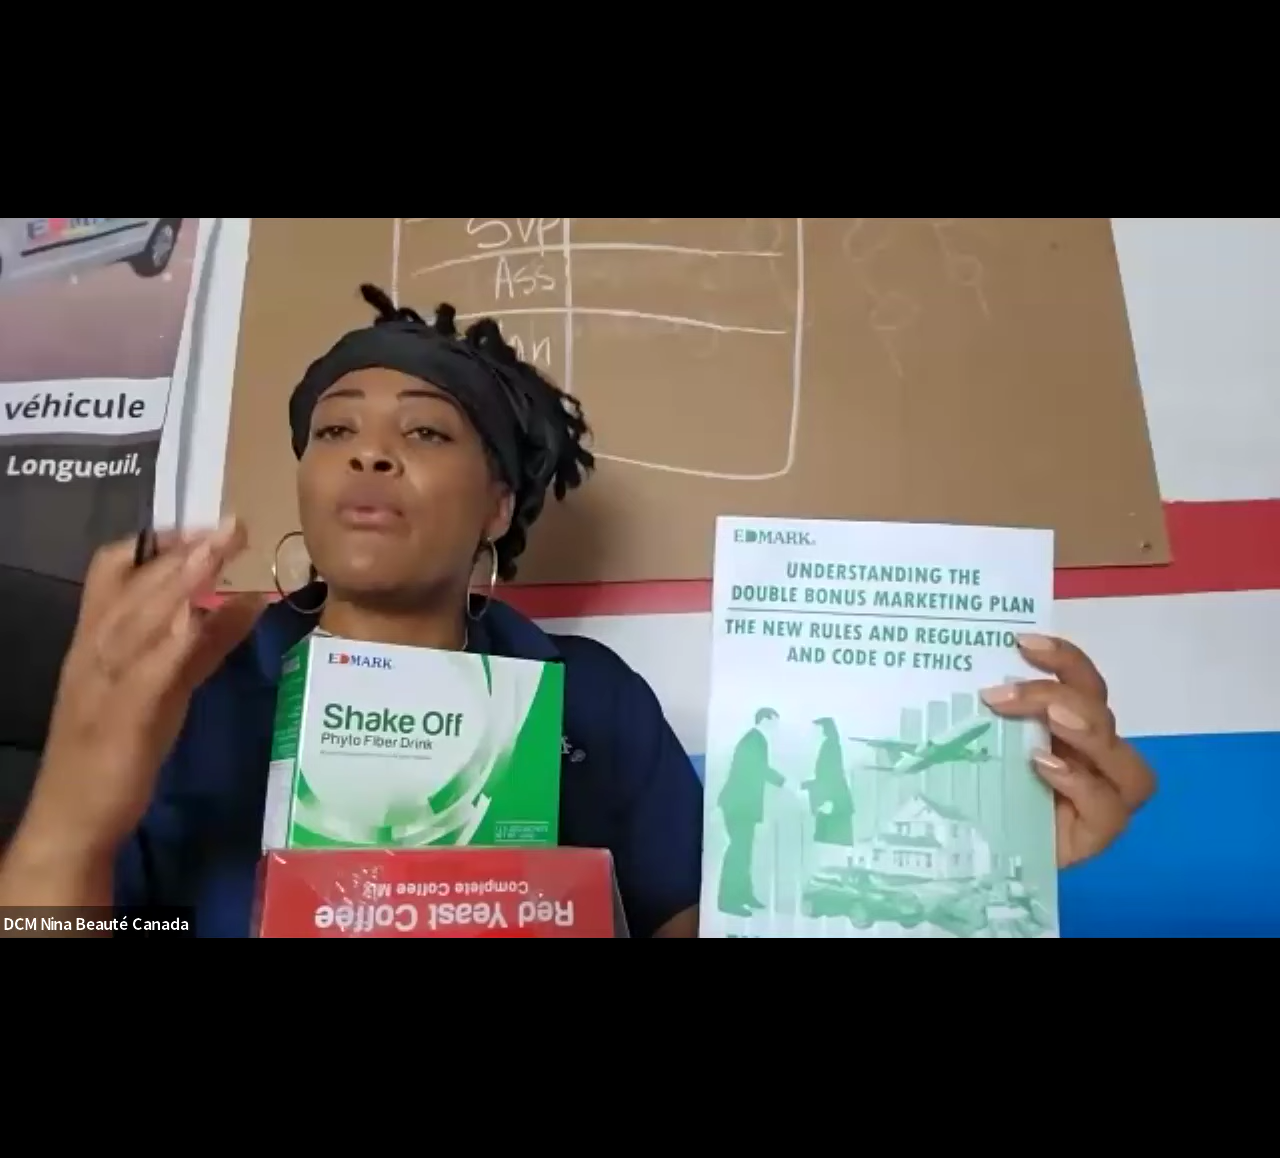 SVP
Ass
véhicule
Longueuil,
EDMARK
UNDERSTANDING THE
DOUBLE BONUS MARKETING PLAN
THE NEW RULES AND REGULATIO
AND CODE OF ETHICS
EDMARK
Shake Off
Phyto Fiber Drink
Complete Coffee Mix
Red Yeast Coffee
DCM Nina Beauté Canada